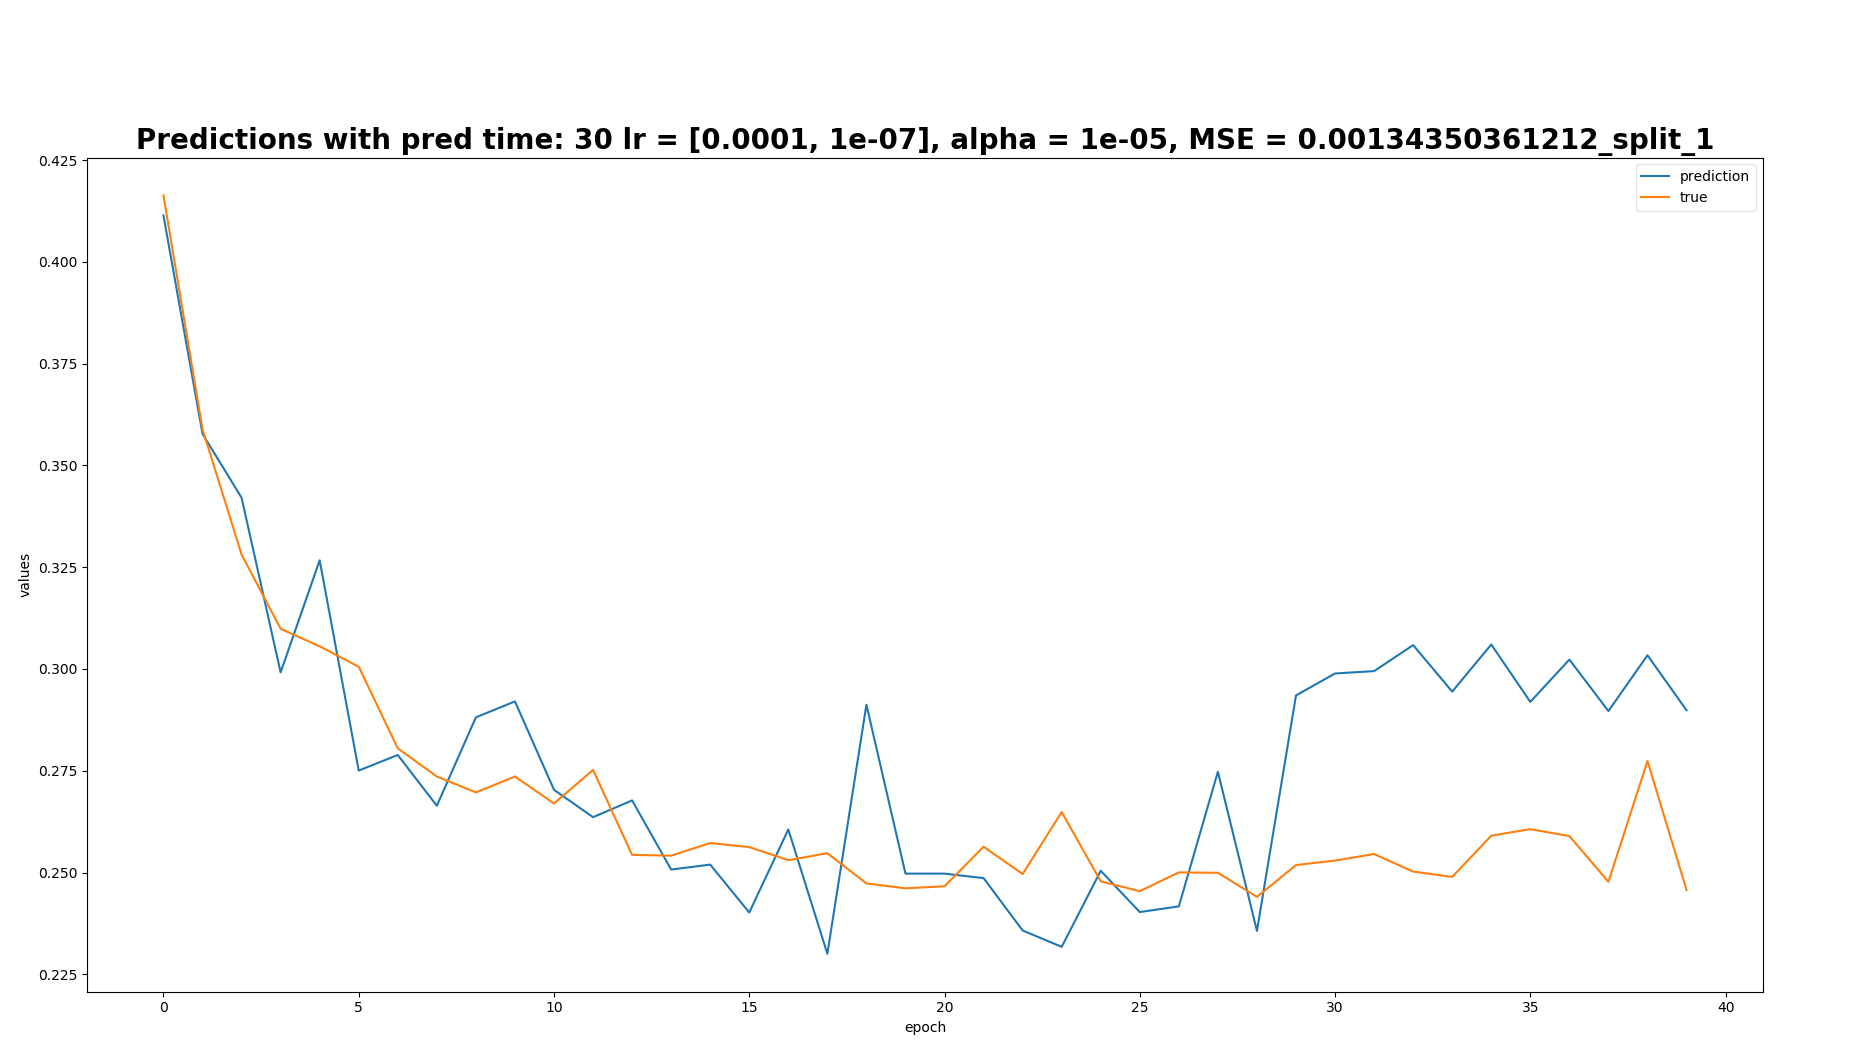 Predictions with pred time: 30 lr = [0.0001, 1e-07], alpha = 1e-05, MSE = 0.00134350361212_split_1
prediction
true
0.425
0.400
0.375
0.350
0.325
0.300
0.275
0.250
0.225
values
0 5 10 15 20 25 30 35 40
epoch